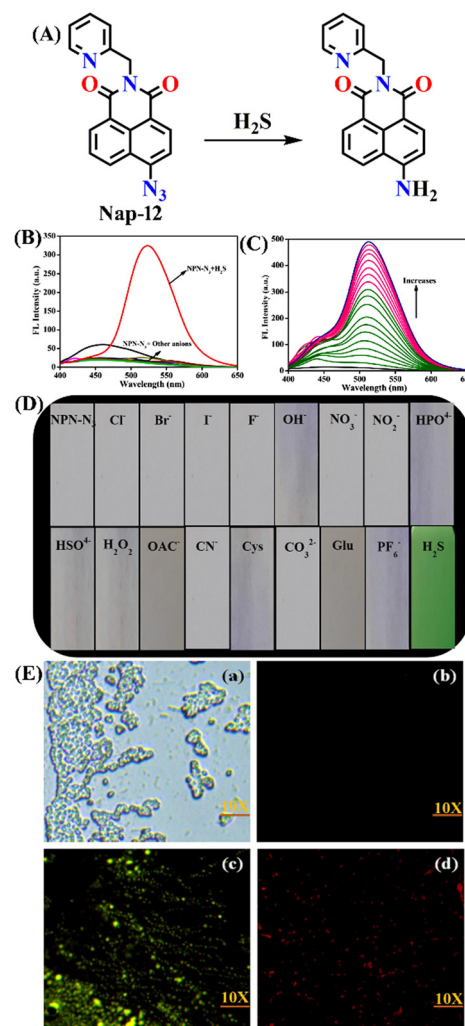 (A)
N
O N O
H₂S
N₃
Nap-12
N
O N O
NH₂
(B)
FL Intensity (a.u.)
350
300
250
200
150
100
50
0
NPN-N₃+H₂S
NPN-N₃+ Other anions
400 450 500 550 600 650
Wavelength (nm)
(C)
FL Intensity (a.u.)
500
400
300
200
100
0
Increases
400 450 500 550 600 650
Wavelength (nm)
(D)
NPN-N₃ Cl⁻ Br⁻ I⁻ F⁻ OH⁻ NO₃⁻ NO₂⁻ HPO⁴⁻
HSO⁴⁻ H₂O₂ OAC⁻ CN⁻ Cys CO₃²⁻ Glu PF₆⁻ H₂S
(E)
(a)
10X
(b)
10X
(c)
10X
(d)
10X